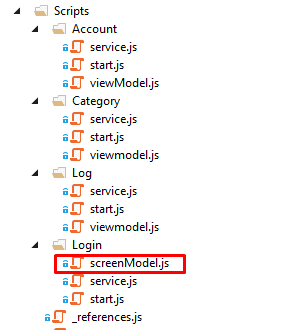 Scripts
Account
service.js
start.js
viewModel.js
Category
service.js
start.js
viewmodel.js
Log
service.js
start.js
viewmodel.js
Login
screenModel.js
service.js
start.js
_references.js